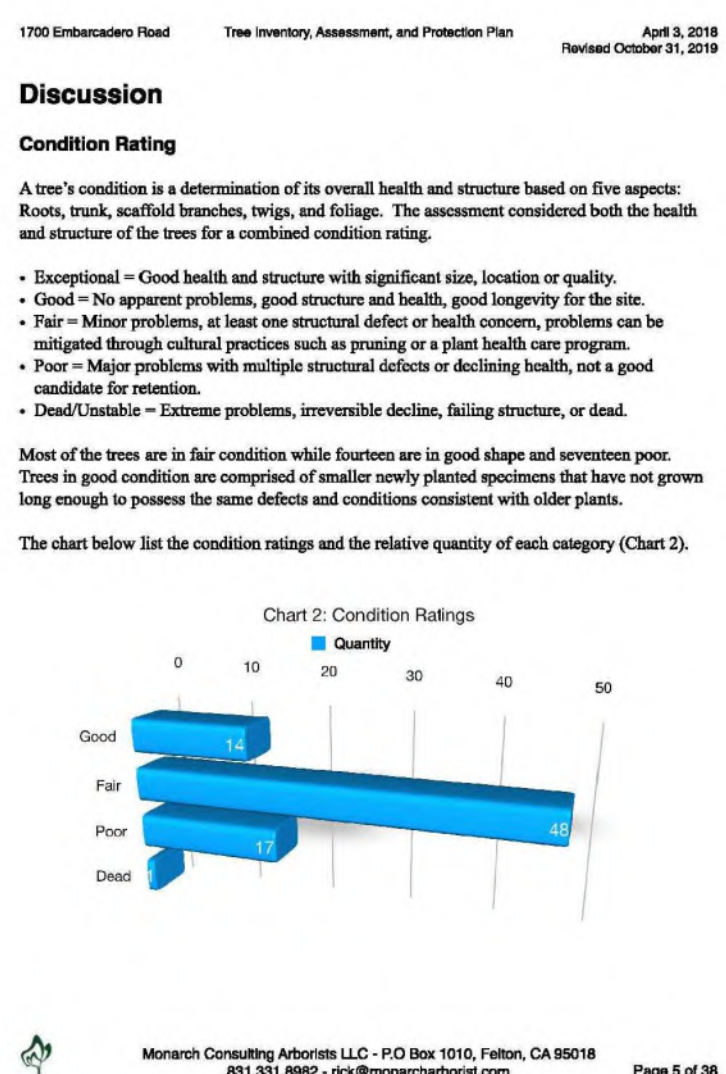 1700 Embarcadero Road Tree Inventory, Assessment, and Protection Plan April 3, 2018
Revised October 31, 2019
Discussion
Condition Rating
A tree's condition is a determination of its overall health and structure based on five aspects:
Roots, trunk, scaffold branches, twigs, and foliage. The assessment considered both the health
and structure of the trees for a combined condition rating.
• Exceptional = Good health and structure with significant size, location or quality.
• Good = No apparent problems, good structure and health, good longevity for the site.
• Fair = Minor problems, at least one structural defect or health concern, problems can be
mitigated through cultural practices such as pruning or a plant health care program.
• Poor = Major problems with multiple structural defects or declining health, not a good
candidate for retention.
• Dead/Unstable = Extreme problems, irreversible decline, failing structure, or dead.
Most of the trees are in fair condition while fourteen are in good shape and seventeen poor.
Trees in good condition are comprised of smaller newly planted specimens that have not grown
long enough to possess the same defects and conditions consistent with older plants.
The chart below list the condition ratings and the relative quantity of each category (Chart 2).
Chart 2: Condition Ratings
Quantity
0 10 20 30 40 50
Good 14
Fair 48
Poor 17
Dead 1
Monarch Consulting Arborists LLC - P.O Box 1010, Felton, CA 95018
831.331.8982 - rick@monarcharborist.com Page 5 of 38